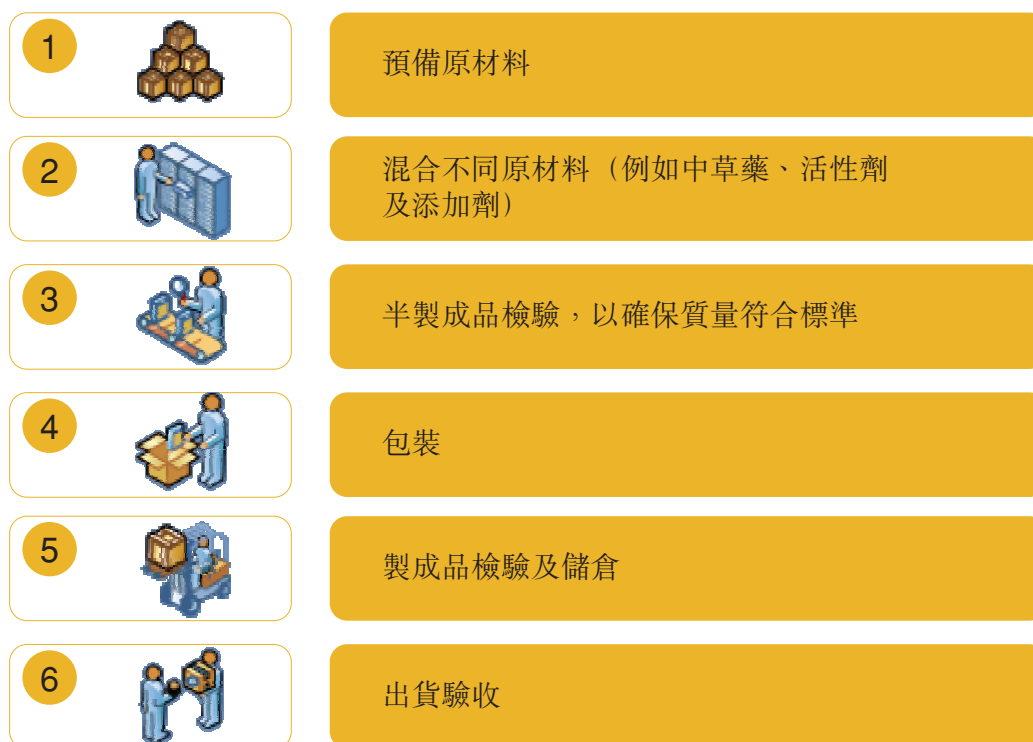 1
預備原材料
2
混合不同原材料（例如中草藥、活性劑
及添加劑）
3
半製成品檢驗，以確保質量符合標準
4
包裝
5
製成品檢驗及儲倉
6
出貨驗收